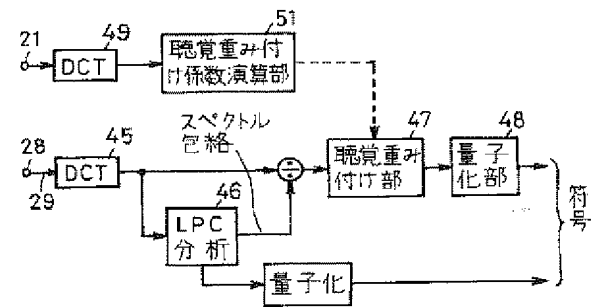 51
21
49
DCT
聴覚重み付
け係数演算部
スペクトル
包絡
47
48
28
45
29
DCT
÷
聴覚重み
付け部
量子
化部
46
LPC
分析
量子化
符号